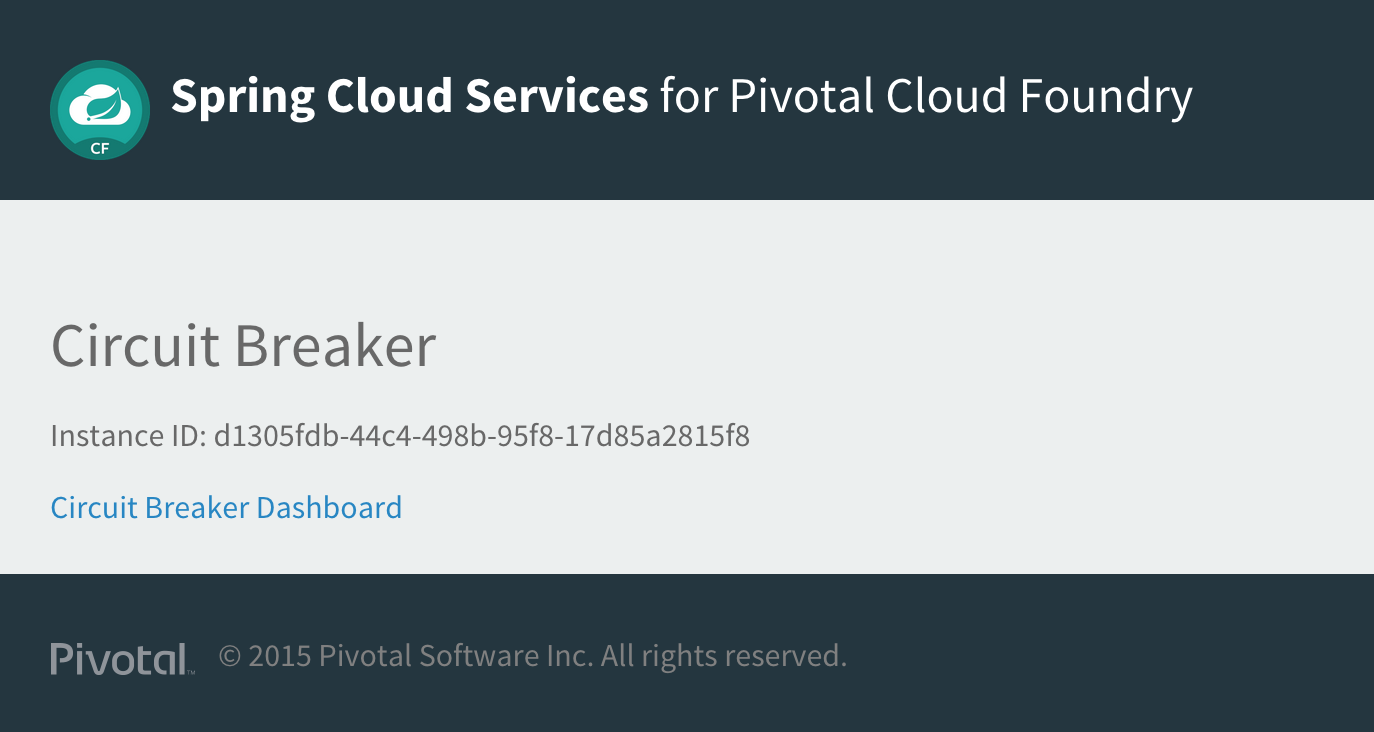 Spring Cloud Services for Pivotal Cloud Foundry
CF
Circuit Breaker
Instance ID: d1305fdb-44c4-498b-95f8-17d85a2815f8
Circuit Breaker Dashboard
Pivotal™ © 2015 Pivotal Software Inc. All rights reserved.